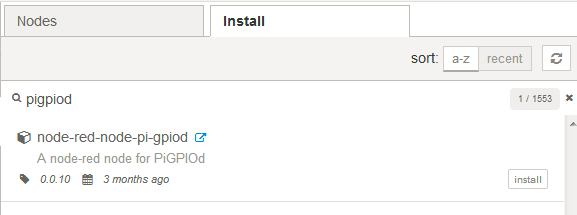 Nodes Install
sort: a-z recent
pigpiod 1 / 1553
node-red-node-pi-gpiod
A node-red node for PiGPIOd
0.0.10 3 months ago install